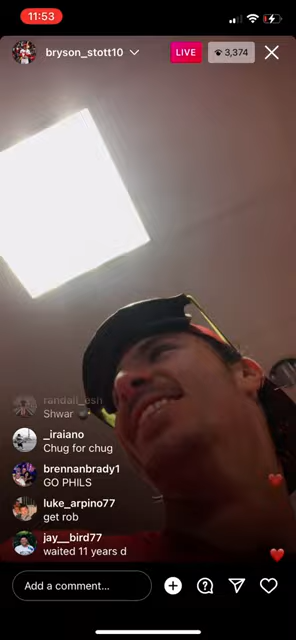 11:53
bryson_stott10
LIVE
3,374
randall_esh
Shwar
_iraiano
Chug for chug
brennanbrady1
GO PHILS
luke_arpino77
get rob
jay__bird77
waited 11 years d
Add a comment...